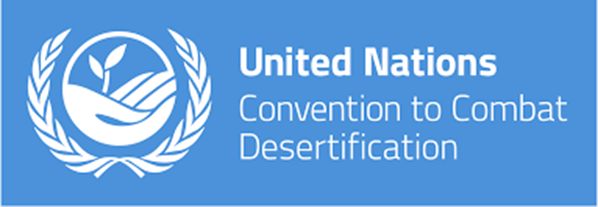 United Nations
Convention to Combat
Desertification